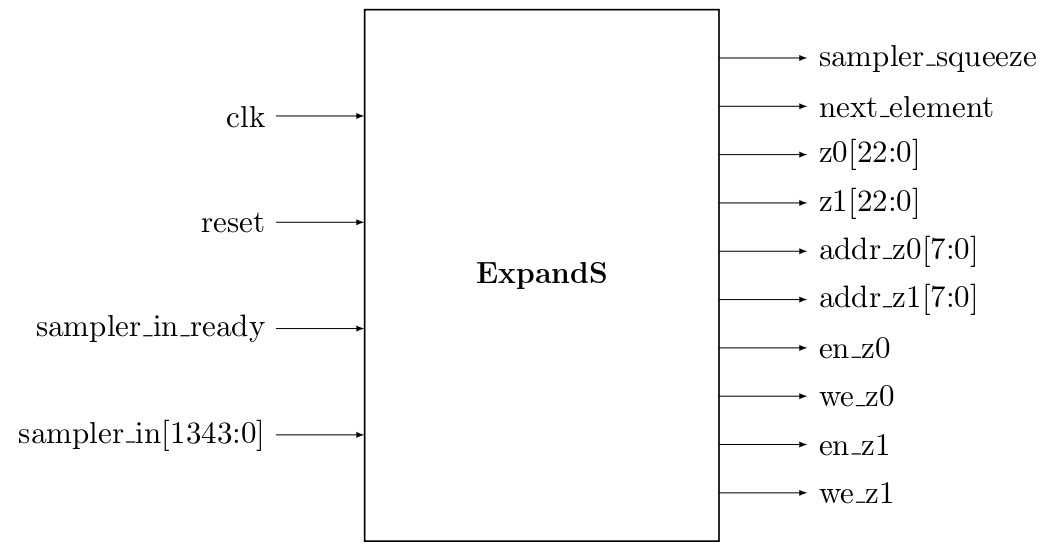 clk
reset
sampler_in_ready
sampler_in[1343:0]
ExpandS
sampler_squeeze
next_element
z0[22:0]
z1[22:0]
addr_z0[7:0]
addr_z1[7:0]
en_z0
we_z0
en_z1
we_z1